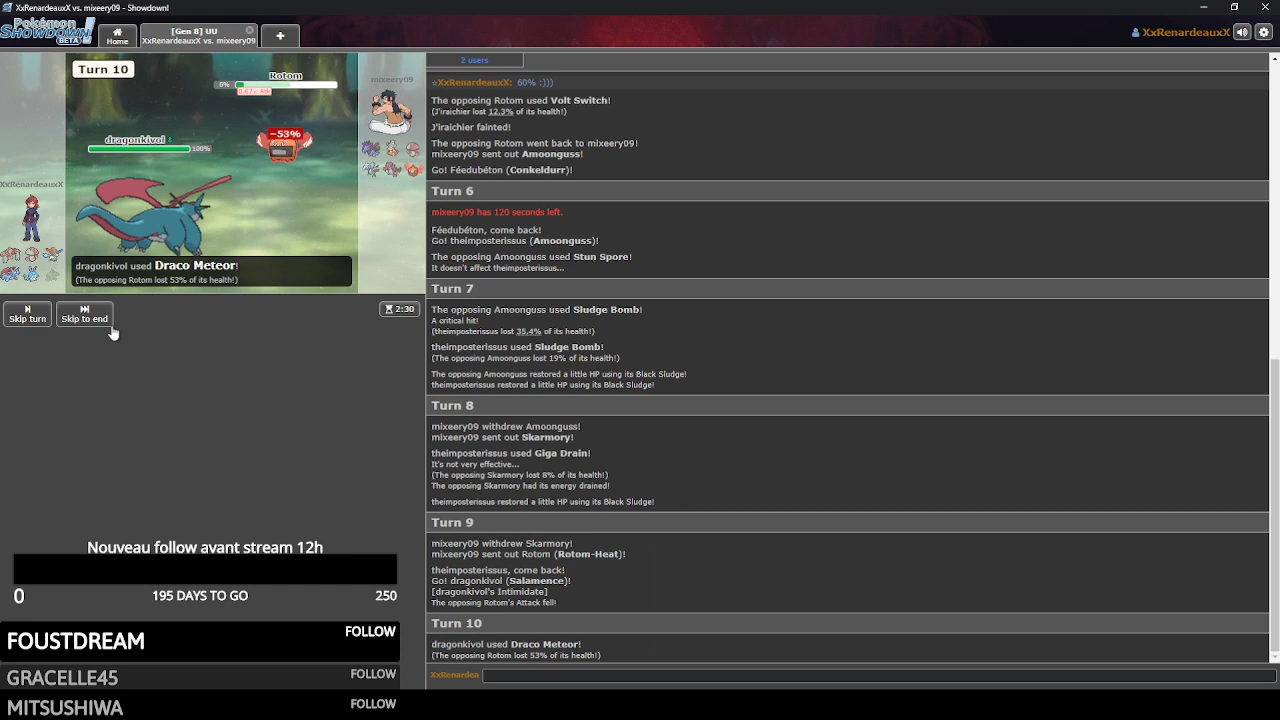 XxRenardeauxX vs. mixeery09 - Showdown!
Pokémon
SHOWDOWN!
BETA
Home
[Gen 8] UU
XxRenardeauxX vs. mixeery09
XxRenardeauxX
Turn 10
Rotom
0%
0.67x Atk
mixeery09
-53%
dragonkivol
100%
XxRenardeauxX
dragonkivol used Draco Meteor!
(The opposing Rotom lost 53% of its health!)
Skip turn
Skip to end
2:30
2 users
☆XxRenardeauxX: 60% :)))
The opposing Rotom used Volt Switch!
(J'iraichier lost 12.3% of its health!)
J'iraichier fainted!
The opposing Rotom went back to mixeery09!
mixeery09 sent out Amoonguss!
Go! Féedubéton (Conkeldurr)!
Turn 6
mixeery09 has 120 seconds left.
Féedubéton, come back!
Go! theimposterissus (Amoonguss)!
The opposing Amoonguss used Stun Spore!
It doesn't affect theimposterissus...
Turn 7
The opposing Amoonguss used Sludge Bomb!
A critical hit!
(theimposterissus lost 35.4% of its health!)
theimposterissus used Sludge Bomb!
(The opposing Amoonguss lost 19% of its health!)
The opposing Amoonguss restored a little HP using its Black Sludge!
theimposterissus restored a little HP using its Black Sludge!
Turn 8
mixeery09 withdrew Amoonguss!
mixeery09 sent out Skarmory!
theimposterissus used Giga Drain!
It's not very effective...
(The opposing Skarmory lost 8% of its health!)
The opposing Skarmory had its energy drained!
theimposterissus restored a little HP using its Black Sludge!
Turn 9
mixeery09 withdrew Skarmory!
mixeery09 sent out Rotom (Rotom-Heat)!
theimposterissus, come back!
Go! dragonkivol (Salamence)!
[dragonkivol's Intimidate]
The opposing Rotom's Attack fell!
Turn 10
dragonkivol used Draco Meteor!
(The opposing Rotom lost 53% of its health!)
XxRenardea
Nouveau follow avant stream 12h
0
195 DAYS TO GO
250
FOUSTDREAM
FOLLOW
GRACELLE45
FOLLOW
MITSUSHIWA
FOLLOW